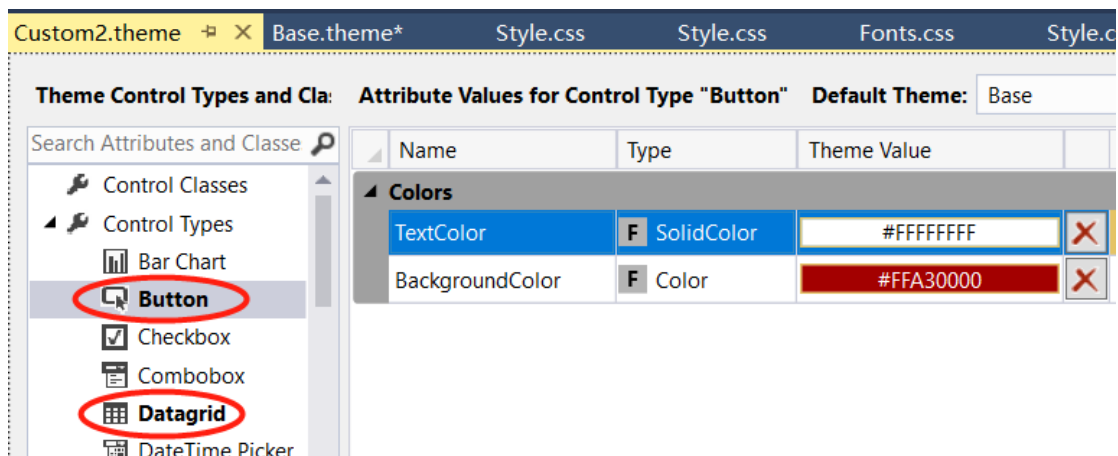 Custom2.theme Base.theme* Style.css Style.css Fonts.css Style.c
Theme Control Types and Cla: Attribute Values for Control Type "Button" Default Theme: Base
Search Attributes and Classe Name Type Theme Value
Control Classes Colors
Control Types TextColor F SolidColor #FFFFFFFF
Bar Chart
Button BackgroundColor F Color #FFA30000
Checkbox
Combobox
Datagrid
DateTime Picker